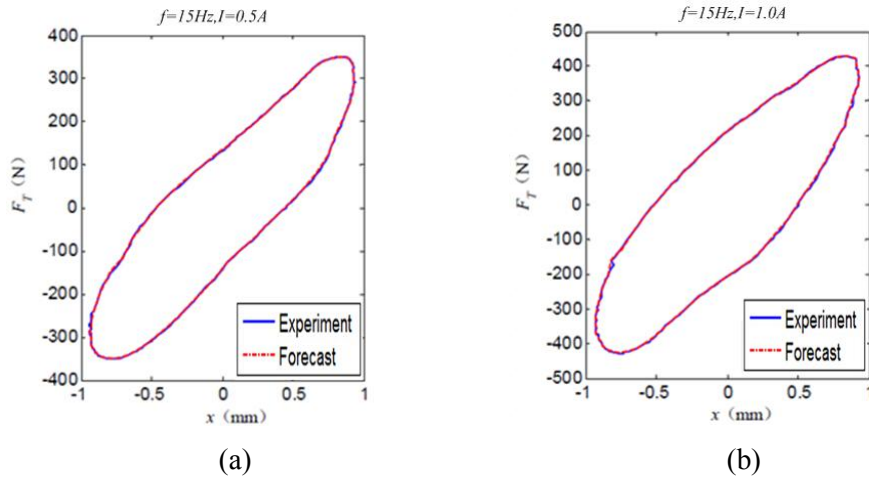 f=15Hz,I=0.5A
400
300
200
100
0
-100
-200
-300
-400
F_T (N)
-1
-0.5
0
0.5
1
x (mm)
Experiment
Forecast
(a)
f=15Hz,I=1.0A
500
400
300
200
100
0
-100
-200
-300
-400
-500
F_T (N)
-1
-0.5
0
0.5
1
x (mm)
Experiment
Forecast
(b)